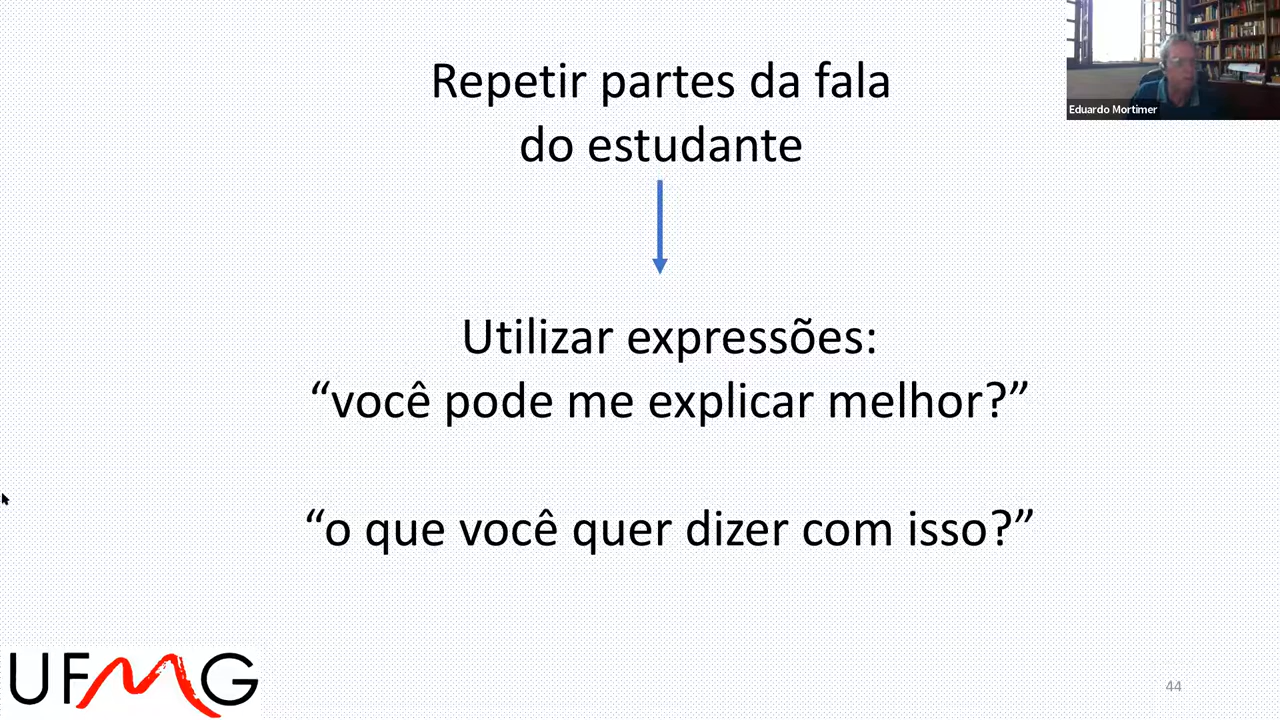 Repetir partes da fala
do estudante
Eduardo Mortimer
Utilizar expressões:
“você pode me explicar melhor?”
“o que você quer dizer com isso?”
UFMG
44